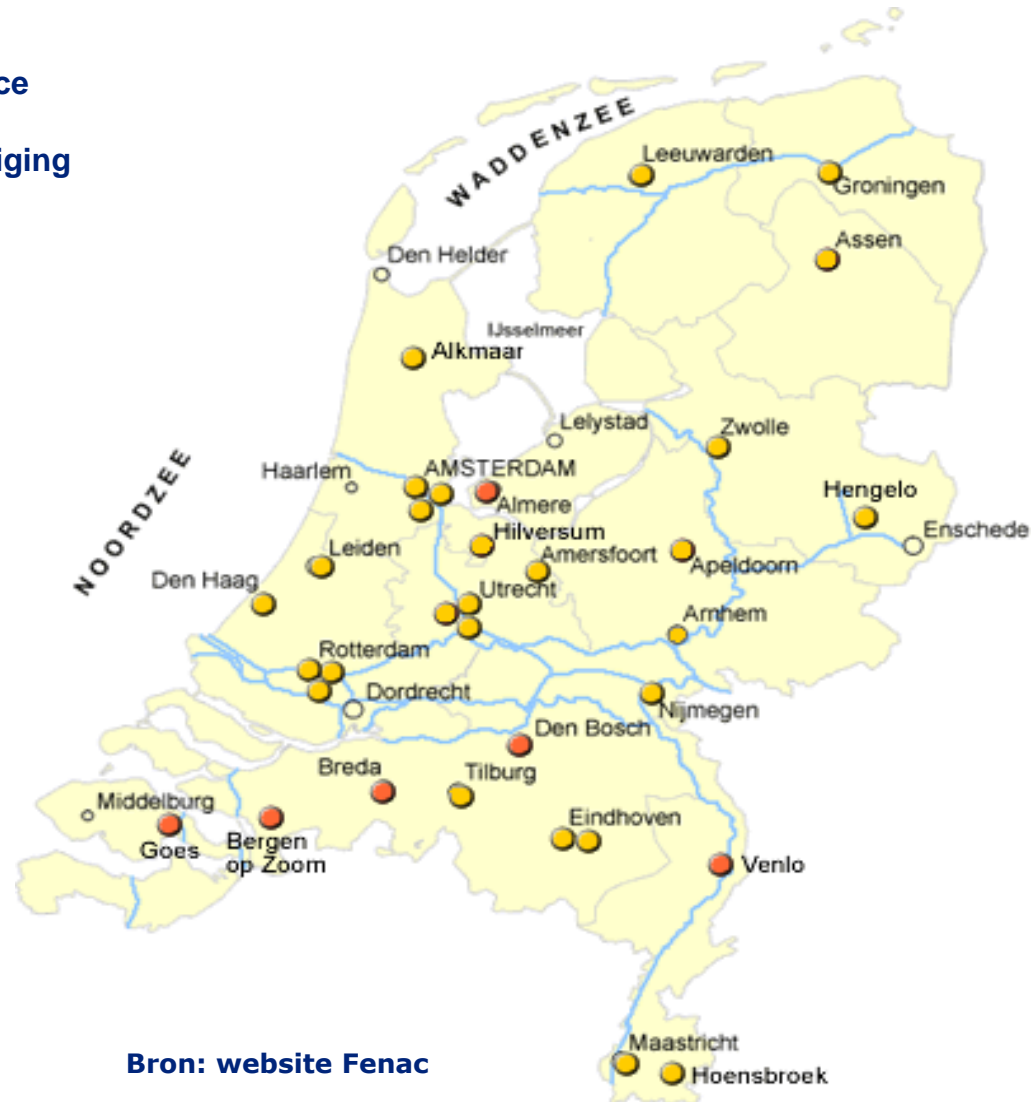 ce
iging
WADDENZEE
Leeuwarden
Groningen
Assen
Den Helder
IJsselmeer
Alkmaar
Lelystad
Zwolle
NOORDZEE
Haarlem
AMSTERDAM
Almere
Hengelo
Hilversum
Enschede
Leiden
Amersfoort
Apeldoorn
Den Haag
Utrecht
Arnhem
Rotterdam
Dordrecht
Nijmegen
Den Bosch
Breda
Tilburg
Middelburg
Eindhoven
Goes
Bergen
op Zoom
Venlo
Maastricht
Hoensbroek
Bron: website Fenac